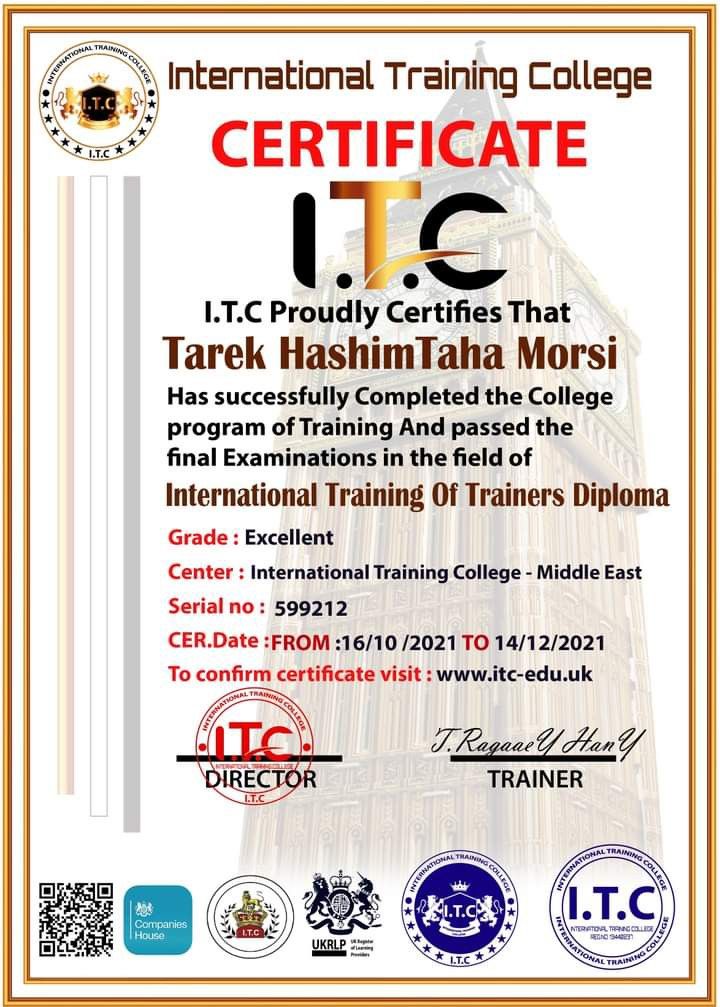 INTERNATIONAL TRAINING COLLEGE
I.T.C
I.T.C
International Training College
CERTIFICATE
I.T.C
I.T.C Proudly Certifies That
Tarek HashimTaha Morsi
Has successfully Completed the College
program of Training And passed the
final Examinations in the field of
International Training Of Trainers Diploma
Grade : Excellent
Center : International Training College - Middle East
Serial no : 599212
CER.Date :FROM :16/10 /2021 TO 14/12/2021
To confirm certificate visit : www.itc-edu.uk
INTERNATIONAL TRAINING COLLEGE
I.T.C
INTERNATIONAL TRAINING COLLEGE
I.T.C
T.RagaaeY HanY
DIRECTOR
TRAINER
Companies
House
I.T.C
UKRLP
UK Register
of Learning
Providers
INTERNATIONAL TRAINING COLLEGE
I.T.C
I.T.C
INTERNATIONAL TRAINING COLLEGE
I.T.C
INTERNATIONAL TRAINING COLLEGE
INTERNATIONAL TRAINING COLLEGE